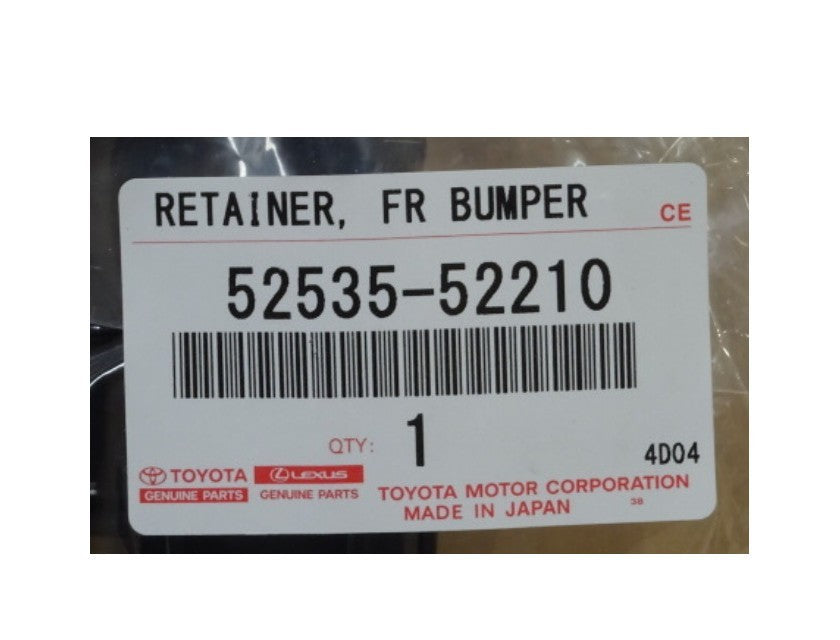 RETAINER, FR BUMPER CE
52535-52210
QTY: 1
4D04
TOYOTA LEXUS
GENUINE PARTS GENUINE PARTS
TOYOTA MOTOR CORPORATION
MADE IN JAPAN 38